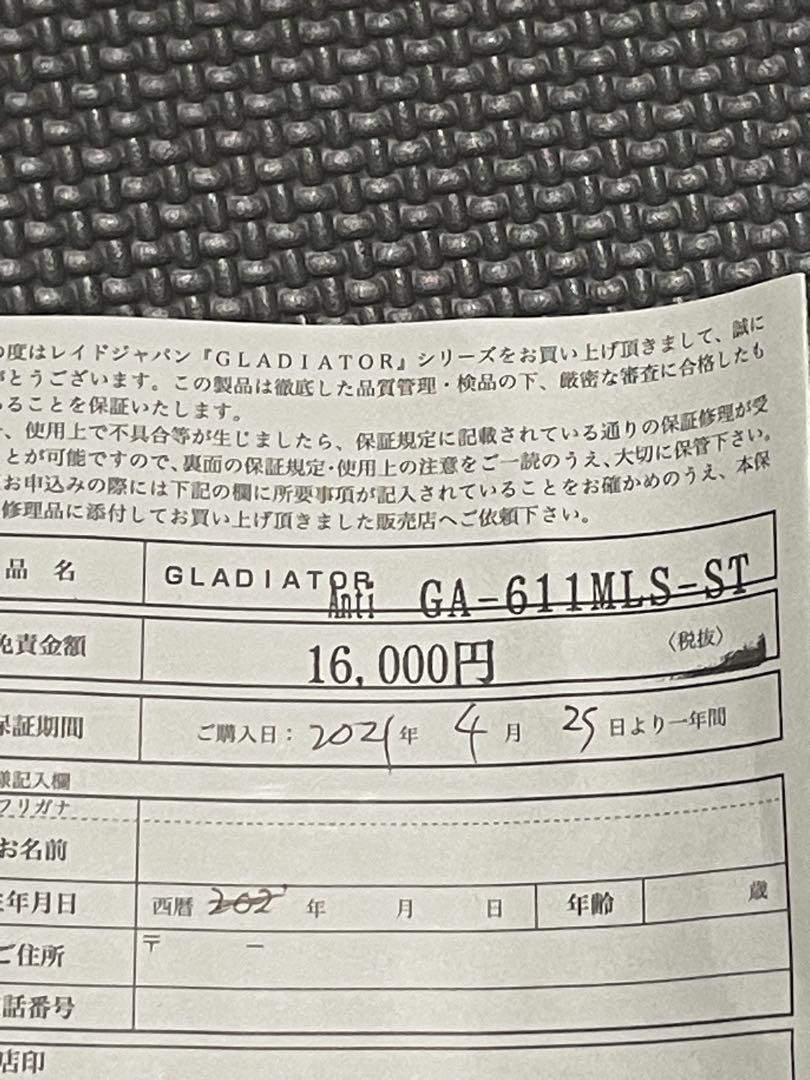 の度はレイドジャパン『GLADIATOR』シリーズをお買い上げ頂きまして、誠に
がとうございます。この製品は徹底した品質管理・検品の下、厳密な審査に合格したも
あることを保証いたします。
、使用上で不具合等が生じましたら、保証規定に記載されている通りの保証修理が受
ことが可能ですので、裏面の保証規定・使用上の注意をご一読のうえ、大切に保管下さい。
お申込みの際には下記の欄に所要事項が記入されていることをお確かめのうえ、本保
修理品に添付してお買い上げ頂きました販売店へご依頼下さい。
品 名 GLADIATOR Anti GA-611MLS-ST
免責金額 16,000円 〈税抜〉
保証期間 ご購入日：2021年 4月 25日より一年間
様記入欄
フリガナ
お名前
生年月日 西暦 202 年 月 日 年齢 歳
ご住所 〒 －
話番号
店印